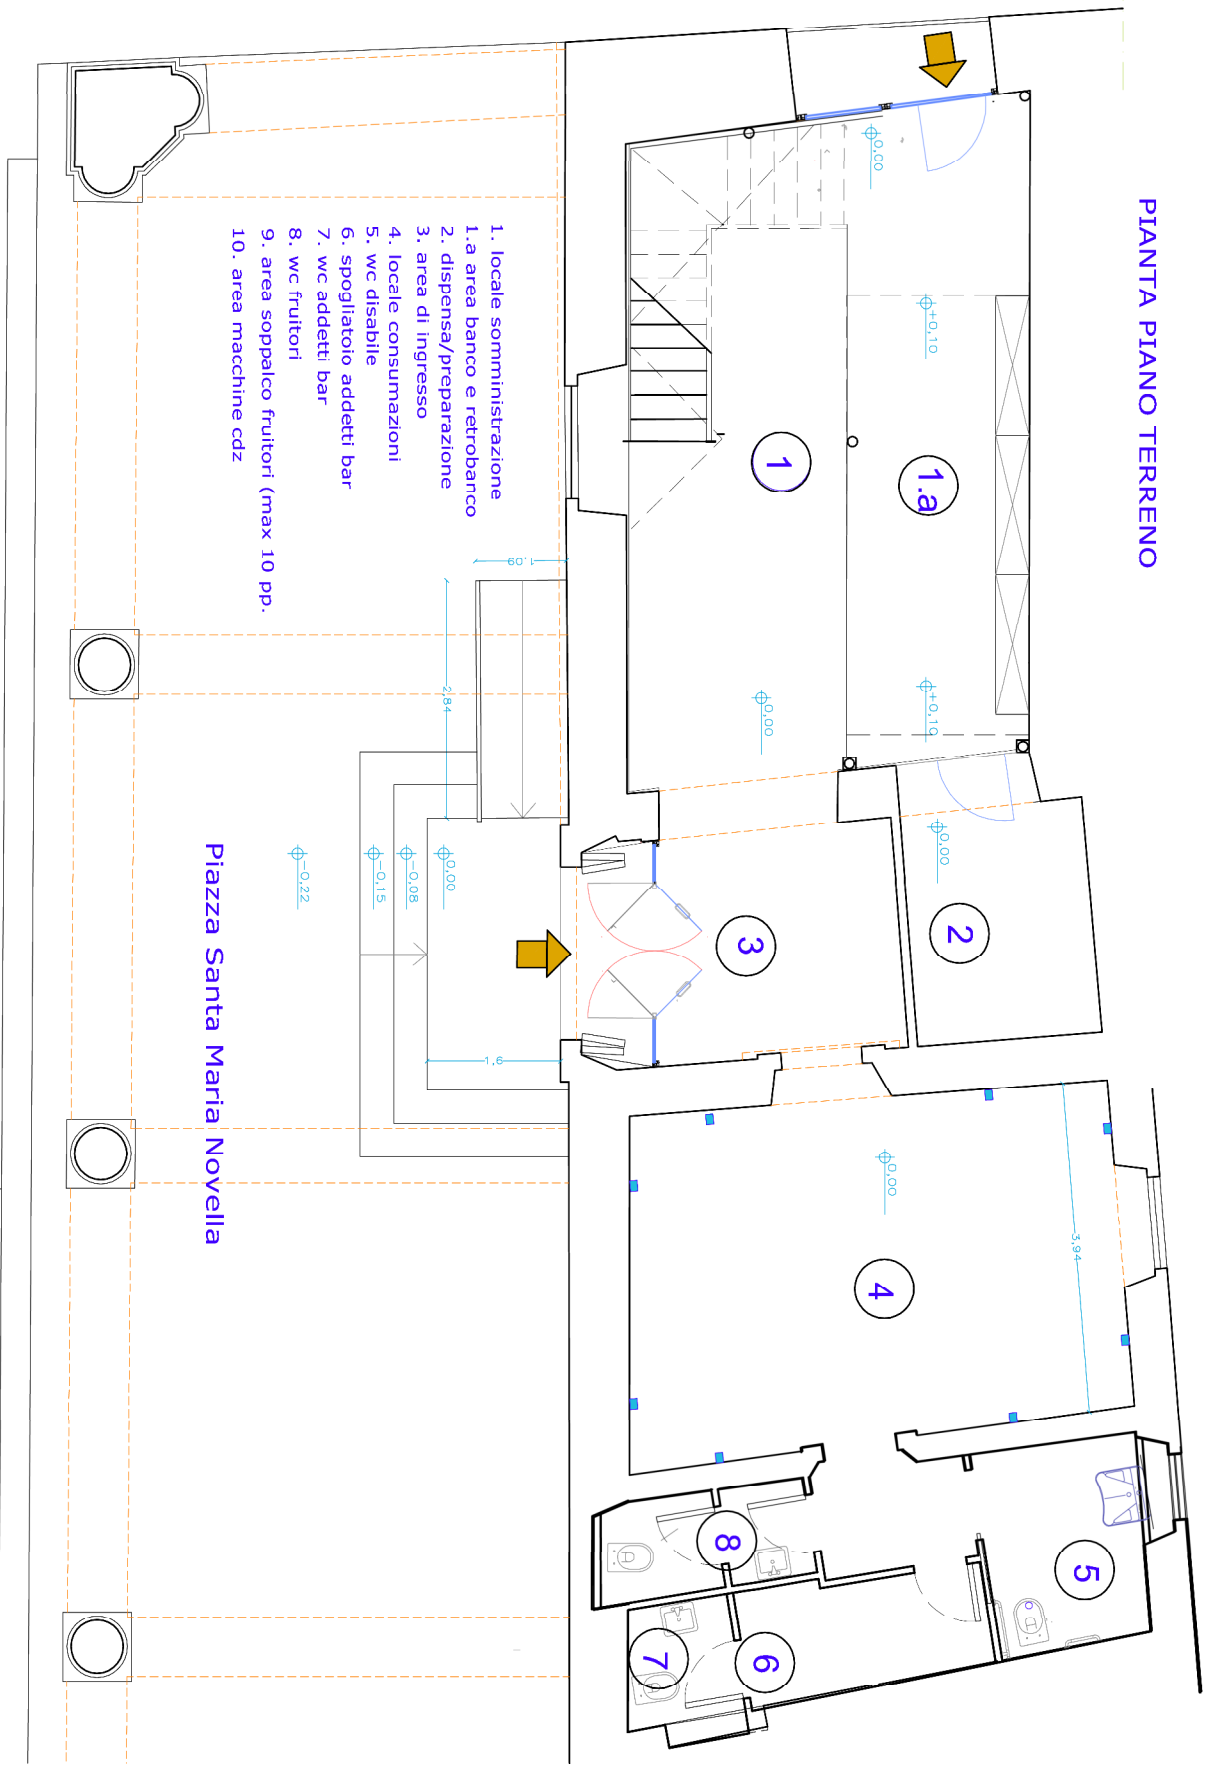 PIANTA PIANO TERRENO
0,00
+0,10
1
1.a
+0,10
0,00
1. locale somministrazione
1.a area banco e retrobanco
2. dispensa/preparazione
3. area di ingresso
4. locale consumazioni
5. wc disabile
6. spogliatoio addetti bar
7. wc addetti bar
8. wc fruitori
9. area soppalco fruitori (max 10 pp.
10. area macchine cdz
1.09
2,84
0,00
-0,08
-0,15
-0,22
0,00
2
3
1,6
Piazza Santa Maria Novella
0,00
3,94
4
5
8
7
6